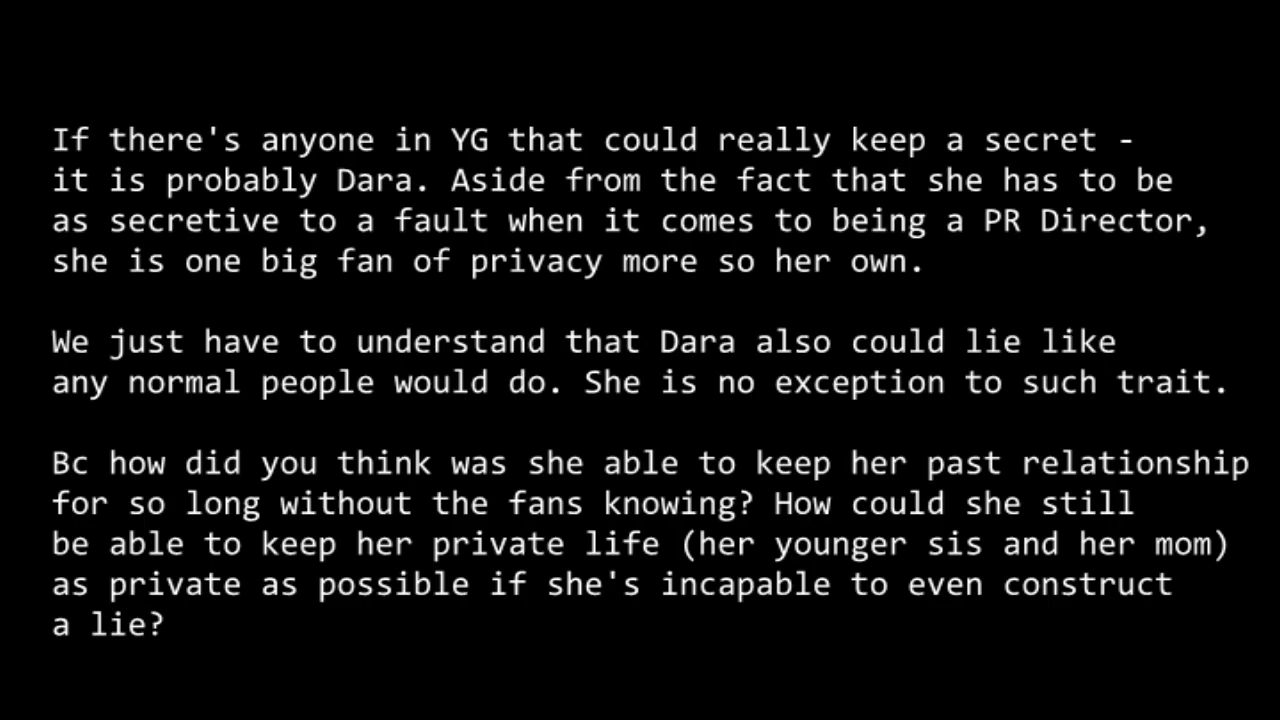 If there's anyone in YG that could really keep a secret -
it is probably Dara. Aside from the fact that she has to be
as secretive to a fault when it comes to being a PR Director,
she is one big fan of privacy more so her own.
We just have to understand that Dara also could lie like
any normal people would do. She is no exception to such trait.
Bc how did you think was she able to keep her past relationship
for so long without the fans knowing? How could she still
be able to keep her private life (her younger sis and her mom)
as private as possible if she's incapable to even construct
a lie?